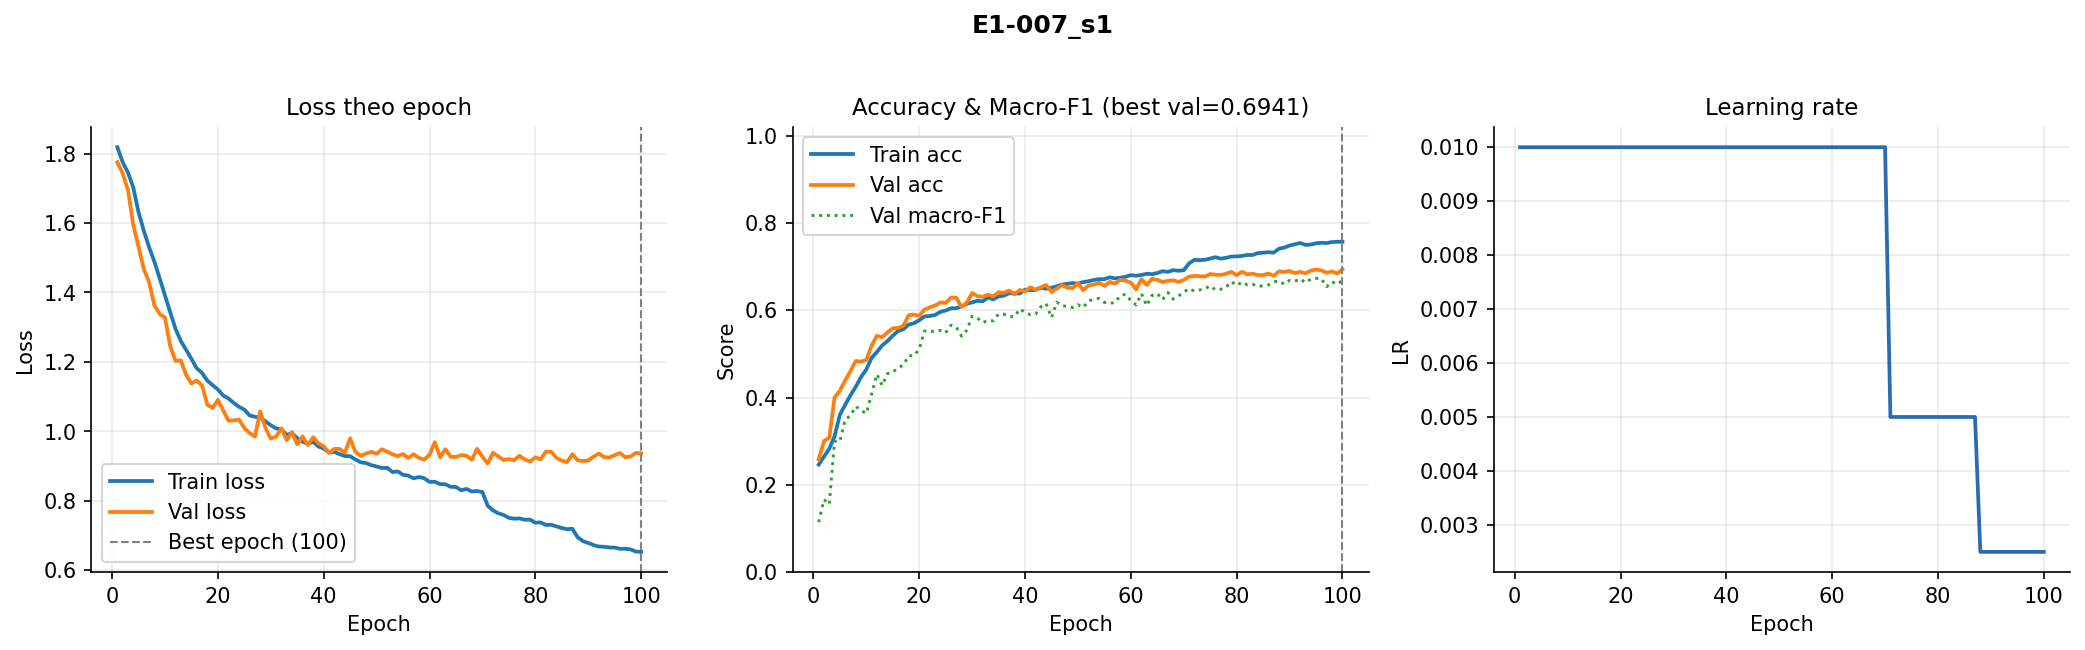 E1-007_s1
Loss theo epoch
Loss
1.8
1.6
1.4
1.2
1.0
0.8
0.6
Train loss
Val loss
Best epoch (100)
0 20 40 60 80 100
Epoch
Accuracy & Macro-F1 (best val=0.6941)
Score
1.0
0.8
0.6
0.4
0.2
0.0
Train acc
Val acc
Val macro-F1
0 20 40 60 80 100
Epoch
Learning rate
LR
0.010
0.009
0.008
0.007
0.006
0.005
0.004
0.003
0 20 40 60 80 100
Epoch